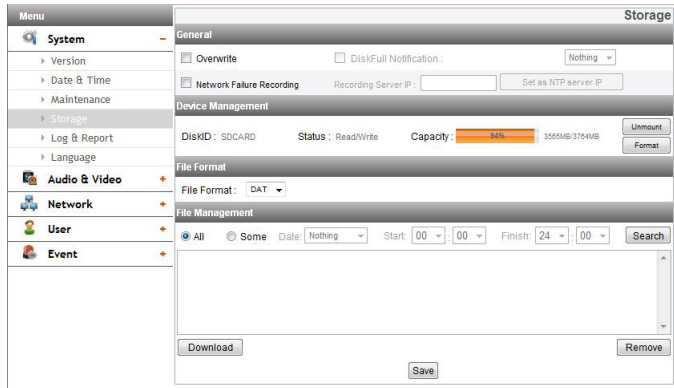 Menu
Storage
System
Version
Date & Time
Maintenance
Storage
Log & Report
Language
Audio & Video
Network
User
Event
General
Overwrite DiskFull Notification : Nothing
Network Failure Recording Recording Server IP : Set as NTP server IP
Device Management
DiskID : SDCARD Status : Read/Write Capacity : 94% 3565MB/3764MB Unmount
Format
File Format
File Format : DAT
File Management
All Some Date: Nothing Start: 00 : 00 Finish: 24 : 00 Search
Download Remove
Save